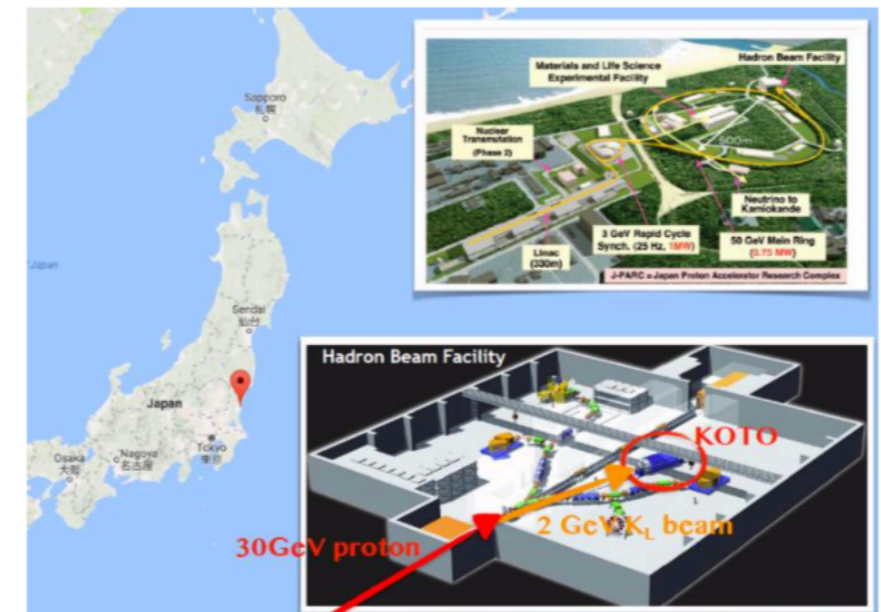 Sapporo
札幌
Japan
Sendai
仙台
Japan
Tokyo
東京
Nagoya
名古屋
Osaka
大阪
Hadron Beam Facility
Materials and Life Science
Experimental Facility
Nuclear
Transmutation
(Phase 2)
500m
Neutrino to
Kamiokande
3 GeV Rapid Cycle
Synch. (25 Hz, 1MW)
50 GeV Main Ring
(0.75 MW)
Linac
(330m)
J-PARC = Japan Proton Accelerator Research Complex
Hadron Beam Facility
KOTO
2 GeV K_L beam
30GeV proton